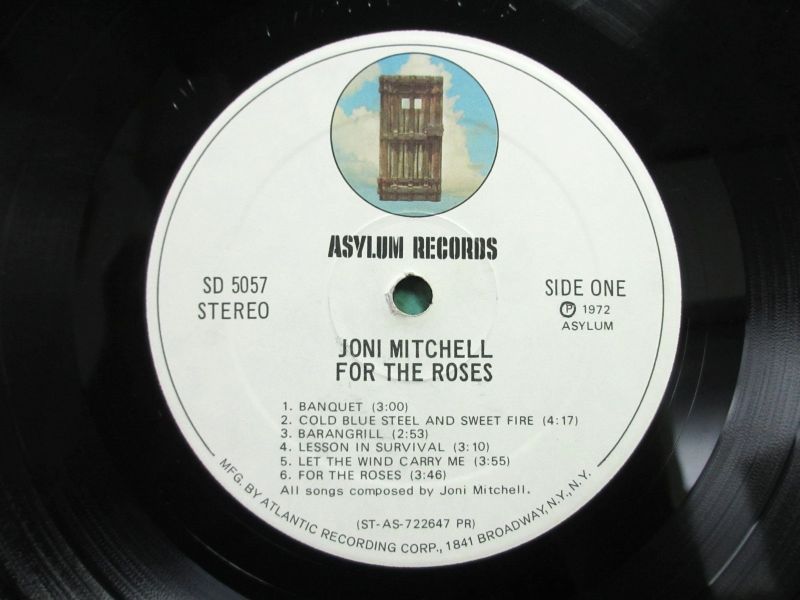 ASYLUM RECORDS
SD 5057
STEREO
SIDE ONE
Ⓟ 1972
ASYLUM
JONI MITCHELL
FOR THE ROSES
1. BANQUET (3:00)
2. COLD BLUE STEEL AND SWEET FIRE (4:17)
3. BARANGRILL (2:53)
4. LESSON IN SURVIVAL (3:10)
5. LET THE WIND CARRY ME (3:55)
6. FOR THE ROSES (3:46)
All songs composed by Joni Mitchell.
(ST-AS-722647 PR)
MFG. BY ATLANTIC RECORDING CORP., 1841 BROADWAY, N.Y., N.Y.